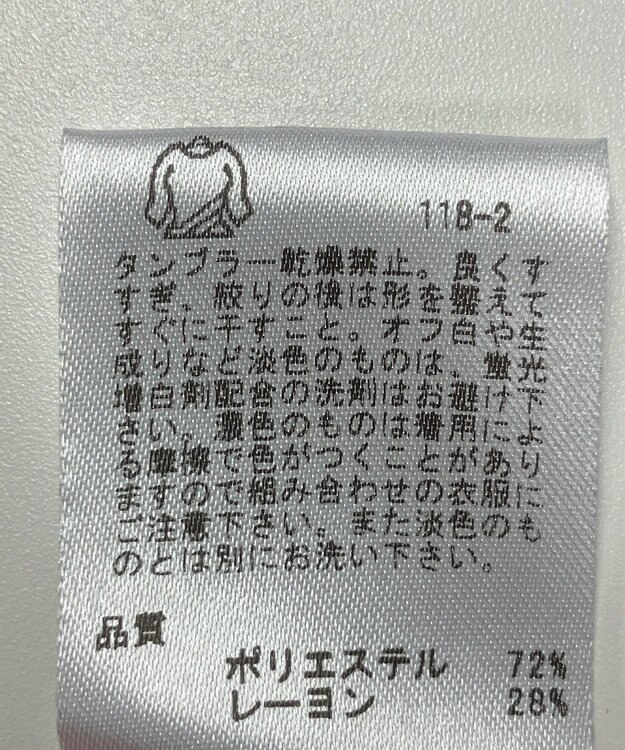 11B-2
タンブラー乾燥禁止。良くす
すぎ、絞りの後は形を整えて
すぐに干すこと。オフ白や生
成りなど淡色のものは、蛍光
増白剤配合の洗剤はお避け下
さい。濃色のものは着用によ
る摩擦で色がつくことがあり
ますので組み合わせの衣服に
ご注意下さい。また淡色のも
のとは別にお洗い下さい。
品質
ポリエステル 72%
レーヨン 28%